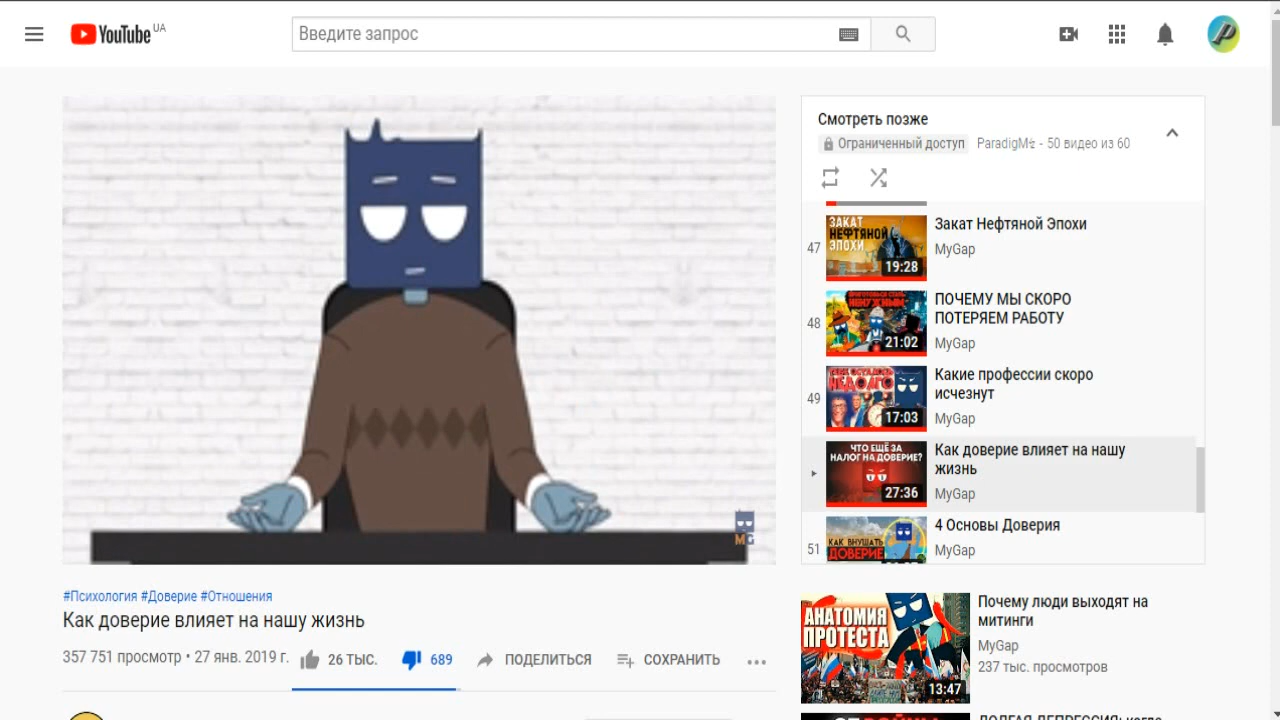 YouTube UA
Введите запрос
Смотреть позже
Ограниченный доступ ParadigM± - 50 видео из 60
47
ЗАКАТ
НЕФТЯНОЙ
ЭПОХИ
19:28
Закат Нефтяной Эпохи
MyGap
48
21:02
ПОЧЕМУ МЫ СКОРО
ПОТЕРЯЕМ РАБОТУ
MyGap
49
НЕДОЛГО
17:03
Какие профессии скоро
исчезнут
MyGap
ЧТО ЕЩЁ ЗА
НАЛОГ НА ДОВЕРИЕ?
27:36
Как доверие влияет на нашу
жизнь
MyGap
51
КАК ВНУШАТЬ
ДОВЕРИЕ
4 Основы Доверия
MyGap
MG
#Психология #Доверие #Отношения
Как доверие влияет на нашу жизнь
357 751 просмотр • 27 янв. 2019 г.
26 ТЫС.
689
ПОДЕЛИТЬСЯ
СОХРАНИТЬ
АНАТОМИЯ
ПРОТЕСТА
13:47
Почему люди выходят на
митинги
MyGap
237 тыс. просмотров